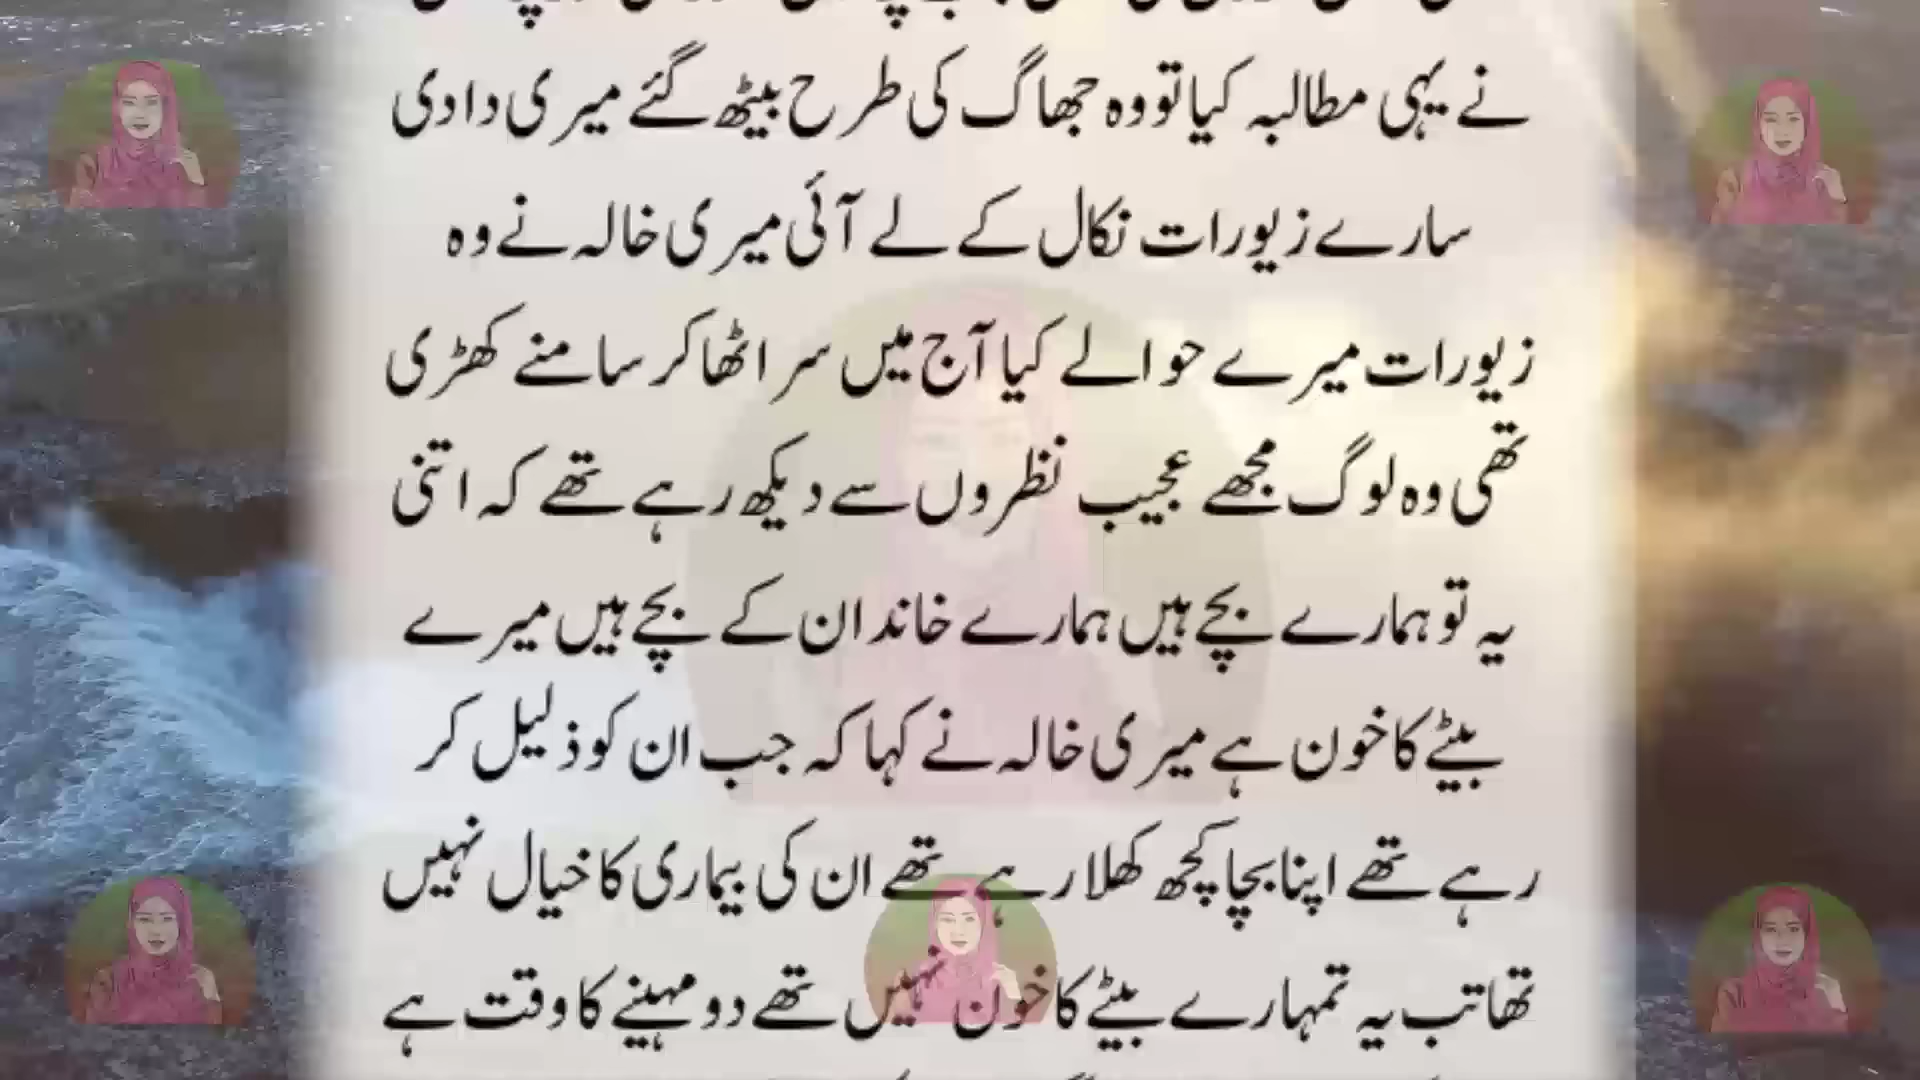 نے یہی مطالبہ کیا تو وہ جھاگ کی طرح بیٹھ گئے میری دادی
سارے زیورات نکال کے لے آئی میری خالہ نے وہ
زیورات میرے حوالے کیا آج میں سر اٹھا کر سامنے کھڑی
تھی وہ لوگ مجھے عجیب نظروں سے دیکھ رہے تھے کہ اتنی
یہ تو ہمارے بچے ہیں ہمارے خاندان کے بچے ہیں میرے
بیٹے کا خون ہے میری خالہ نے کہا کہ جب ان کو ذلیل کر
رہے تھے اپنا بچا کچھ کھلا رہے تھے ان کی بیماری کا خیال نہیں
تھا تب یہ تمہارے بیٹے کا خون نہیں تھے دو مہینے کا وقت ہے